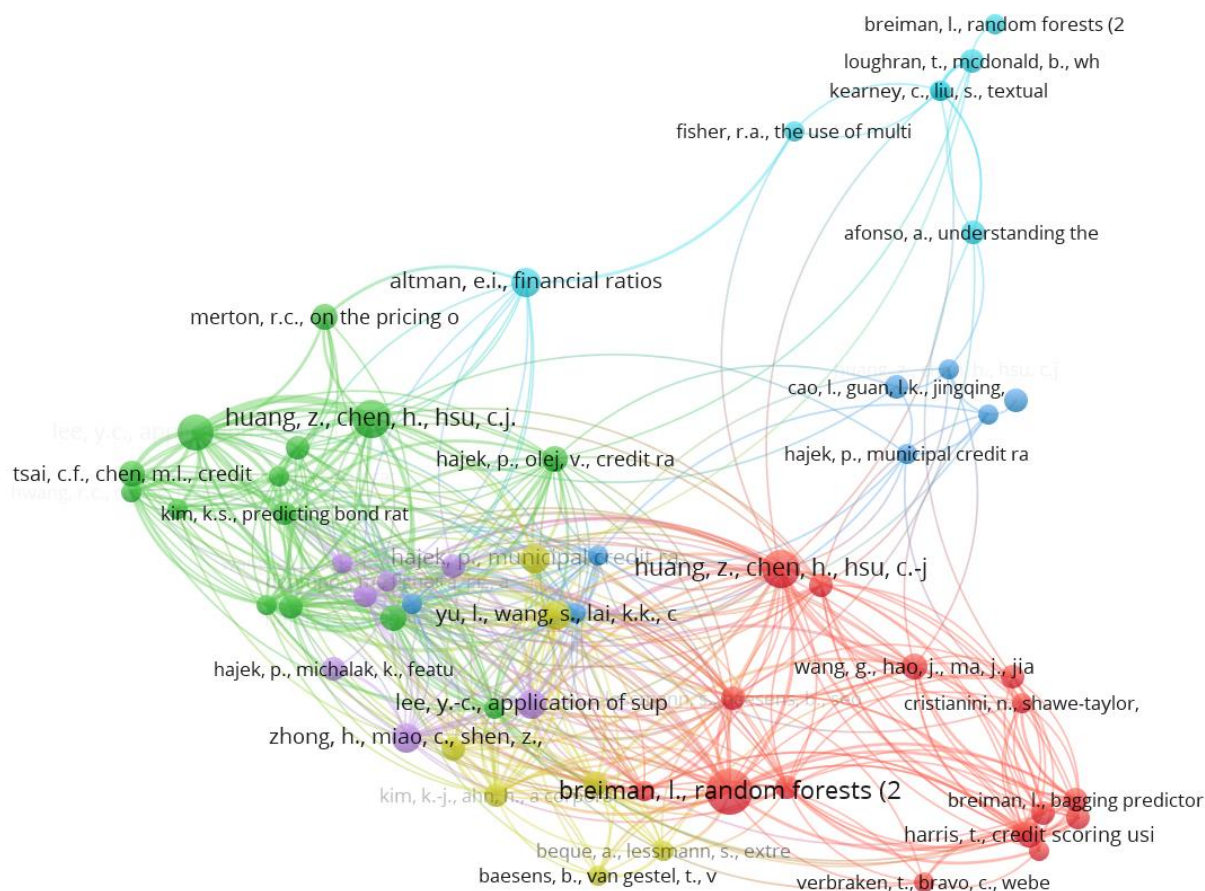 breiman, l., random forests (2
loughran, t., mcdonald, b., wh
kearney, c., liu, s., textual
fisher, r.a., the use of multi
afonso, a., understanding the
altman, e.i., financial ratios
merton, r.c., on the pricing o
cao, l., guan, l.k., jingqing,
huang, z., chen, h., hsu, c.j.
hajek, p., olej, v., credit ra
hajek, p., municipal credit ra
tsai, c.f., chen, m.l., credit
kim, k.s., predicting bond rat
hajek, p., municipal credit ra
huang, z., chen, h., hsu, c.-j
yu, l., wang, s., lai, k.k., c
hajek, p., michalak, k., featu
wang, g., hao, j., ma, j., jia
cristianini, n., shawe-taylor,
lee, y.-c., application of sup
zhong, h., miao, c., shen, z.,
kim, k.-j., ahn, h., a corpor
breiman, l., random forests (2
breiman, l., bagging predictor
harris, t., credit scoring usi
beque, a., lessmann, s., extre
baesens, b., van gestel, t., v
verbraken, t., bravo, c., webe